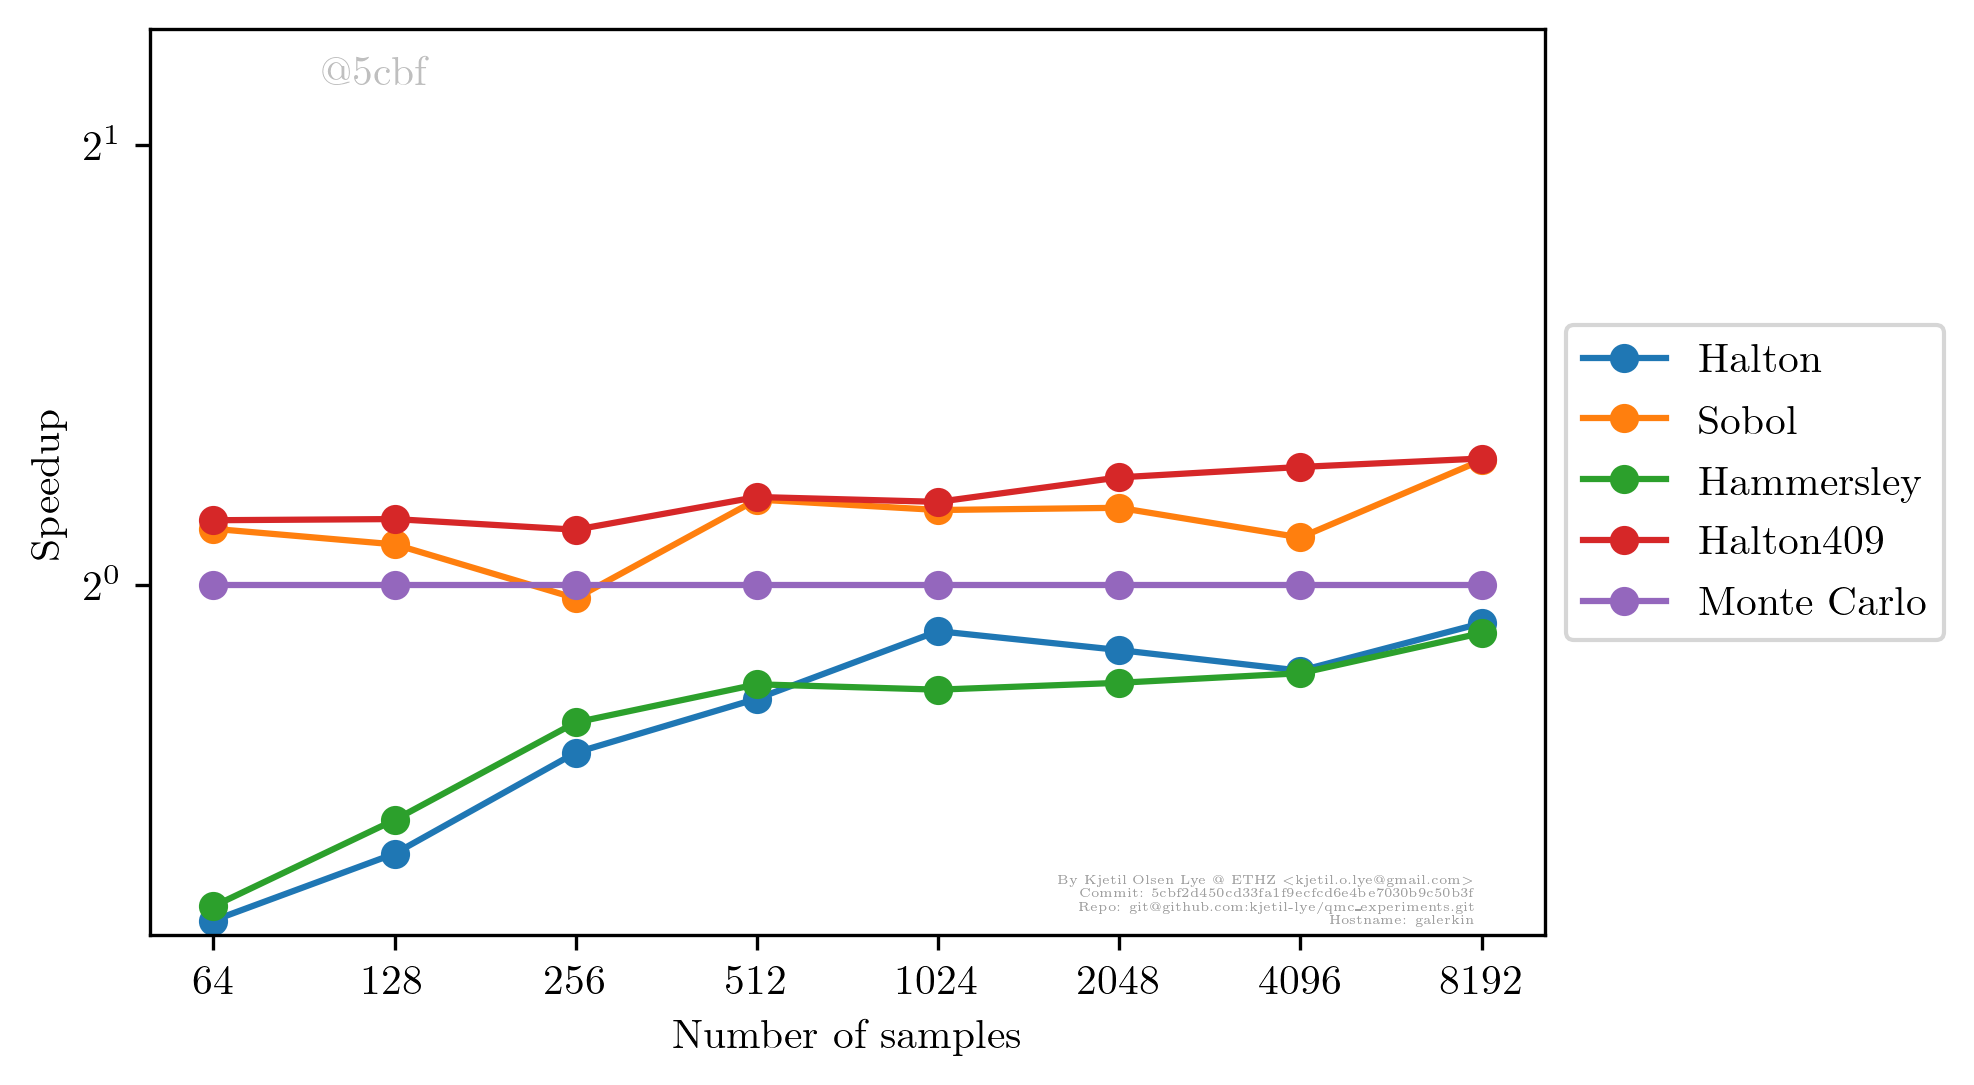 @5cbf
2^1
2^0
Speedup
64 128 256 512 1024 2048 4096 8192
Number of samples
Halton
Sobol
Hammersley
Halton409
Monte Carlo
By Kjetil Olsen Lye @ ETHZ <kjetil.o.lye@gmail.com>
Commit: 5cbf2d450cd33fa1f9ecfcd6e4be7030b9c50b3f
Repo: git@github.com:kjetil-lye/qmc_experiments.git
Hostname: galerkin